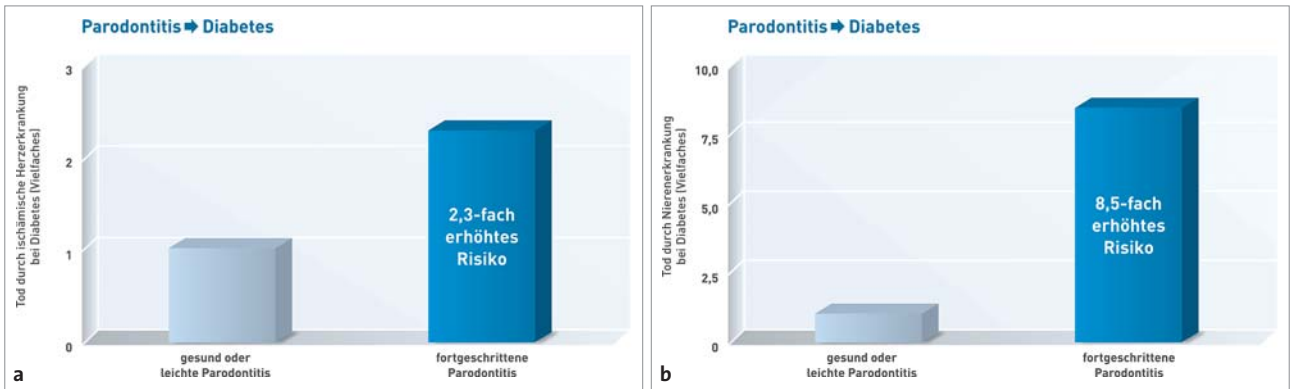 Parodontitis ➡ Diabetes
Tod durch ischämische Herzerkrankung
bei Diabetes (Vielfaches)
3
2
1
0
2,3-fach
erhöhtes
Risiko
gesund oder
leichte Parodontitis
fortgeschrittene
Parodontitis
a
Parodontitis ➡ Diabetes
Tod durch Nierenerkrankung
bei Diabetes (Vielfaches)
10,0
7,5
5,0
2,5
0
8,5-fach
erhöhtes
Risiko
gesund oder
leichte Parodontitis
fortgeschrittene
Parodontitis
b